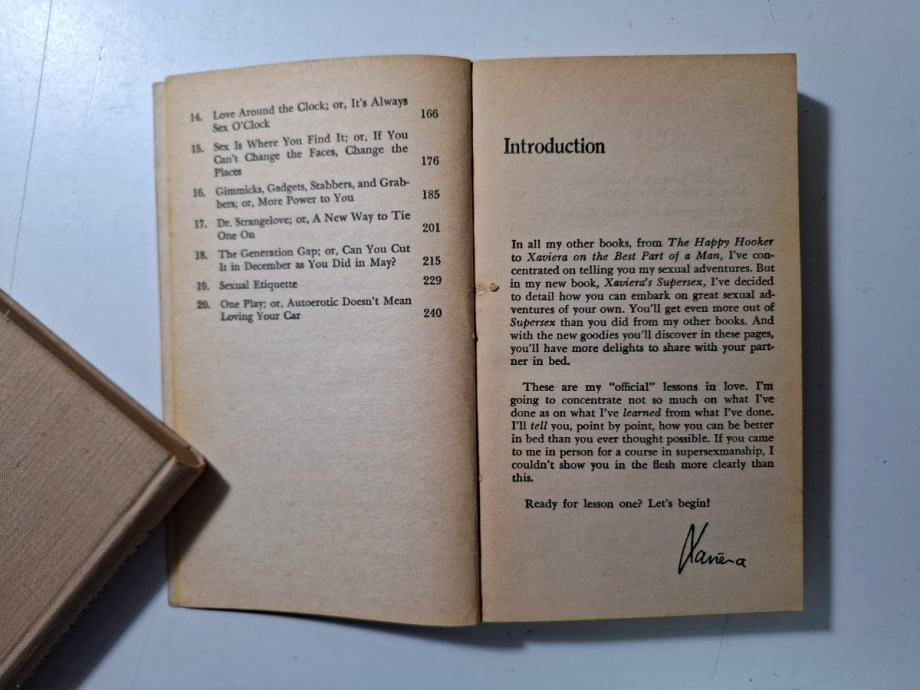 14. Love Around the Clock; or, It's Always
Sex O'Clock 166
15. Sex Is Where You Find It; or, If You
Can't Change the Faces, Change the
Places 176
16. Gimmicks, Gadgets, Stabbers, and Grab-
bers; or, More Power to You 185
17. Dr. Strangelove; or, A New Way to Tie
One On 201
18. The Generation Gap; or, Can You Cut
It in December as You Did in May? 215
19. Sexual Etiquette 229
20. One Play; or, Autoerotic Doesn't Mean
Loving Your Car 240
Introduction
In all my other books, from The Happy Hooker
to Xaviera on the Best Part of a Man, I've con-
centrated on telling you my sexual adventures. But
in my new book, Xaviera's Supersex, I've decided
to detail how you can embark on great sexual ad-
ventures of your own. You'll get even more out of
Supersex than you did from my other books. And
with the new goodies you'll discover in these pages,
you'll have more delights to share with your part-
ner in bed.
These are my "official" lessons in love. I'm
going to concentrate not so much on what I've
done as on what I've learned from what I've done.
I'll tell you, point by point, how you can be better
in bed than you ever thought possible. If you came
to me in person for a course in supersexmanship, I
couldn't show you in the flesh more clearly than
this.
Ready for lesson one? Let's begin!
Xaviera